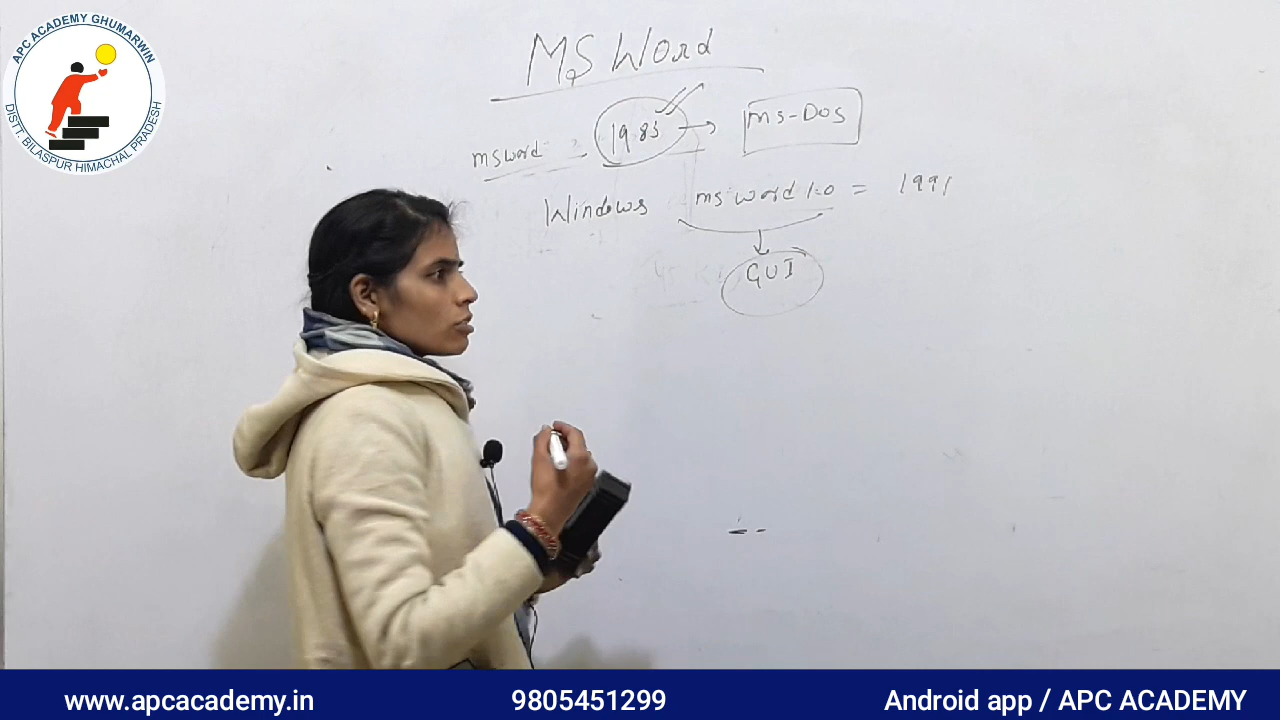 APC ACADEMY GHUMARWIN
DISTT. BILASPUR HIMACHAL PRADESH
MS Word
msword 1983 → MS-DOS
Windows ms word 1.0 = 1991
GUI
www.apcacademy.in 9805451299 Android app / APC ACADEMY